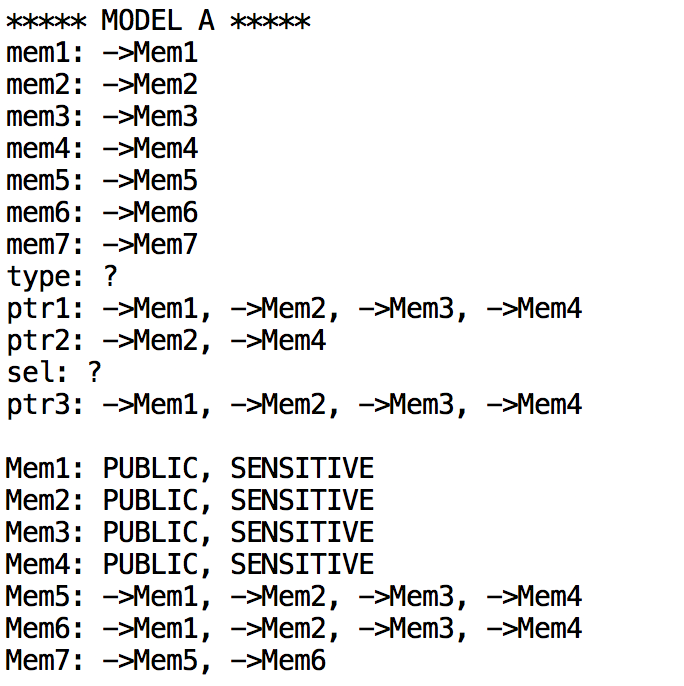 ***** MODEL A *****
mem1: ->Mem1
mem2: ->Mem2
mem3: ->Mem3
mem4: ->Mem4
mem5: ->Mem5
mem6: ->Mem6
mem7: ->Mem7
type: ?
ptr1: ->Mem1, ->Mem2, ->Mem3, ->Mem4
ptr2: ->Mem2, ->Mem4
sel: ?
ptr3: ->Mem1, ->Mem2, ->Mem3, ->Mem4
Mem1: PUBLIC, SENSITIVE
Mem2: PUBLIC, SENSITIVE
Mem3: PUBLIC, SENSITIVE
Mem4: PUBLIC, SENSITIVE
Mem5: ->Mem1, ->Mem2, ->Mem3, ->Mem4
Mem6: ->Mem1, ->Mem2, ->Mem3, ->Mem4
Mem7: ->Mem5, ->Mem6